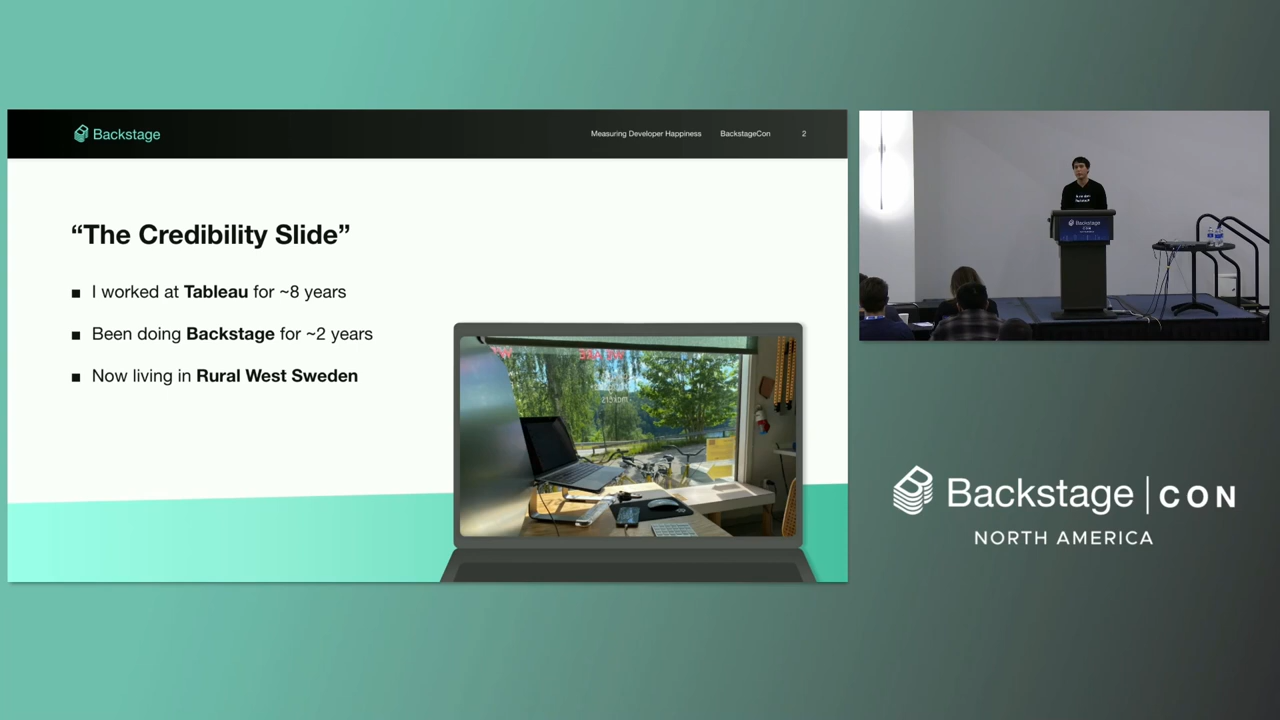 Backstage
Measuring Developer Happiness BackstageCon 2
“The Credibility Slide”
■ I worked at Tableau for ~8 years
■ Been doing Backstage for ~2 years
■ Now living in Rural West Sweden
Backstage
Backstage | CON
NORTH AMERICA